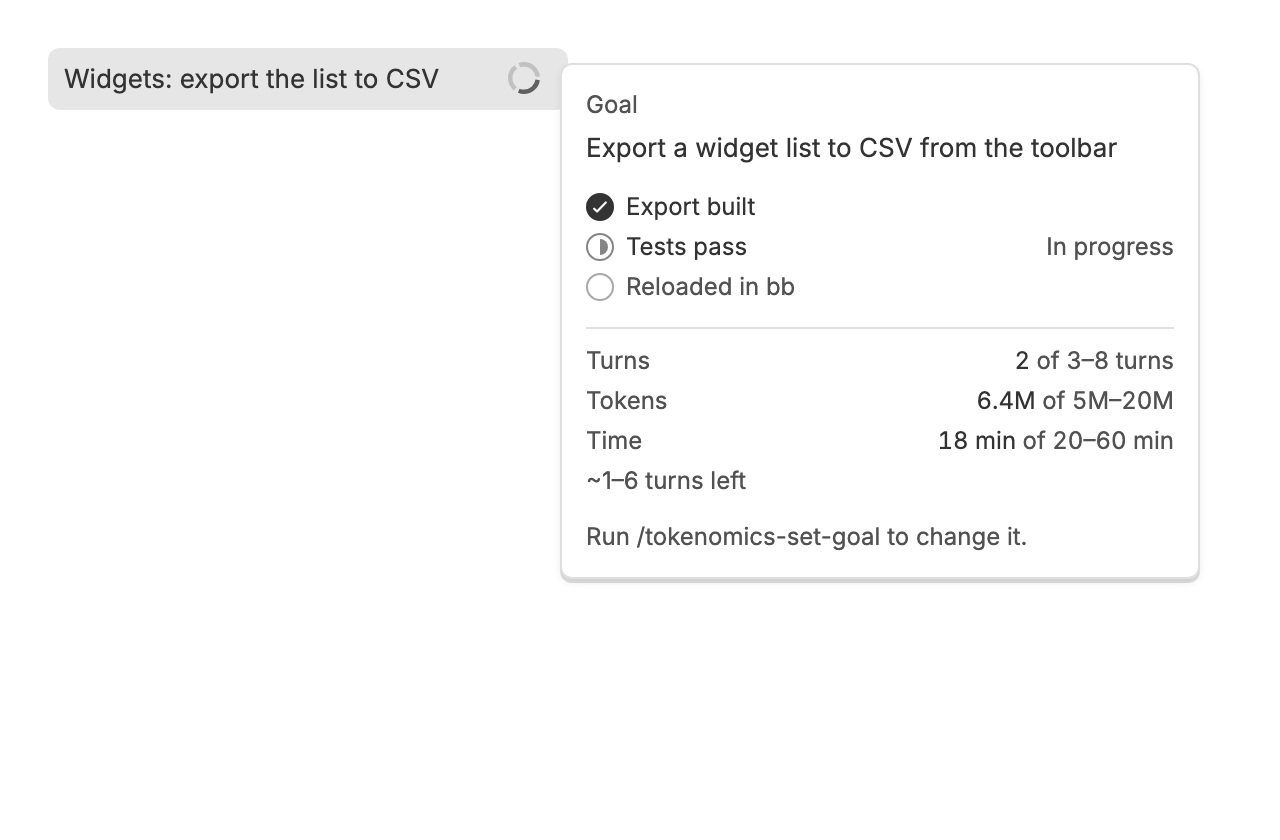 Widgets: export the list to CSV
Goal
Export a widget list to CSV from the toolbar
Export built
Tests pass In progress
Reloaded in bb
Turns 2 of 3–8 turns
Tokens 6.4M of 5M–20M
Time 18 min of 20–60 min
~1–6 turns left
Run /tokenomics-set-goal to change it.